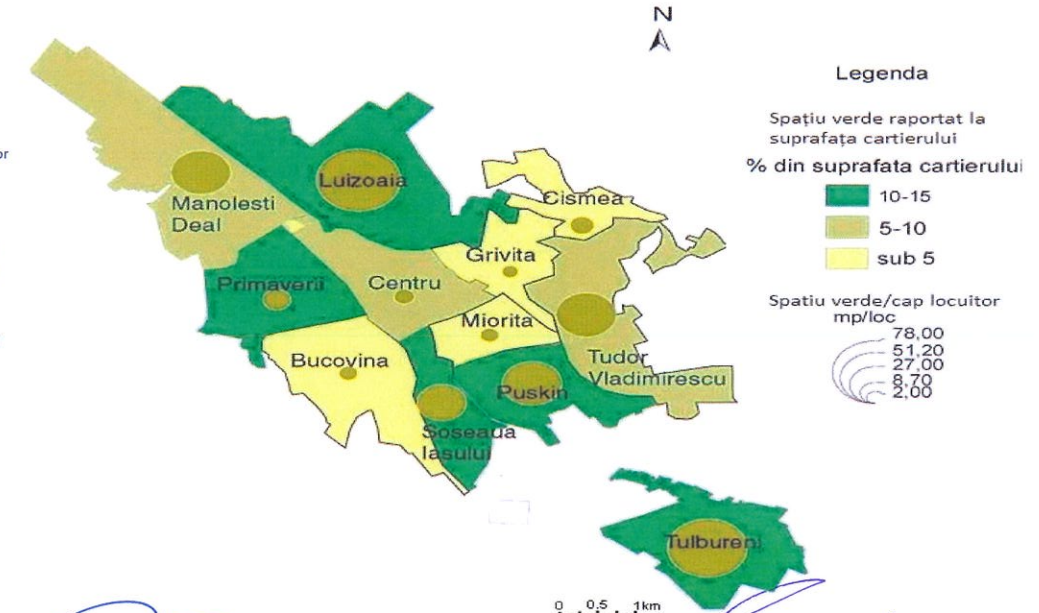 N
or
Legenda
Spațiu verde raportat la
suprafața cartierului
% din suprafata cartierului
10-15
5-10
sub 5
Spatiu verde/cap locuitor
mp/loc
78,00
51,20
27,00
8,70
2,00
Luizoaia
Manolesti
Deal
Cismea
Grivita
Primaverii
Centru
Miorita
Bucovina
Tudor
Vladimirescu
Puskin
Soseaua
Iasului
Tulbureni
0 0,5 1km